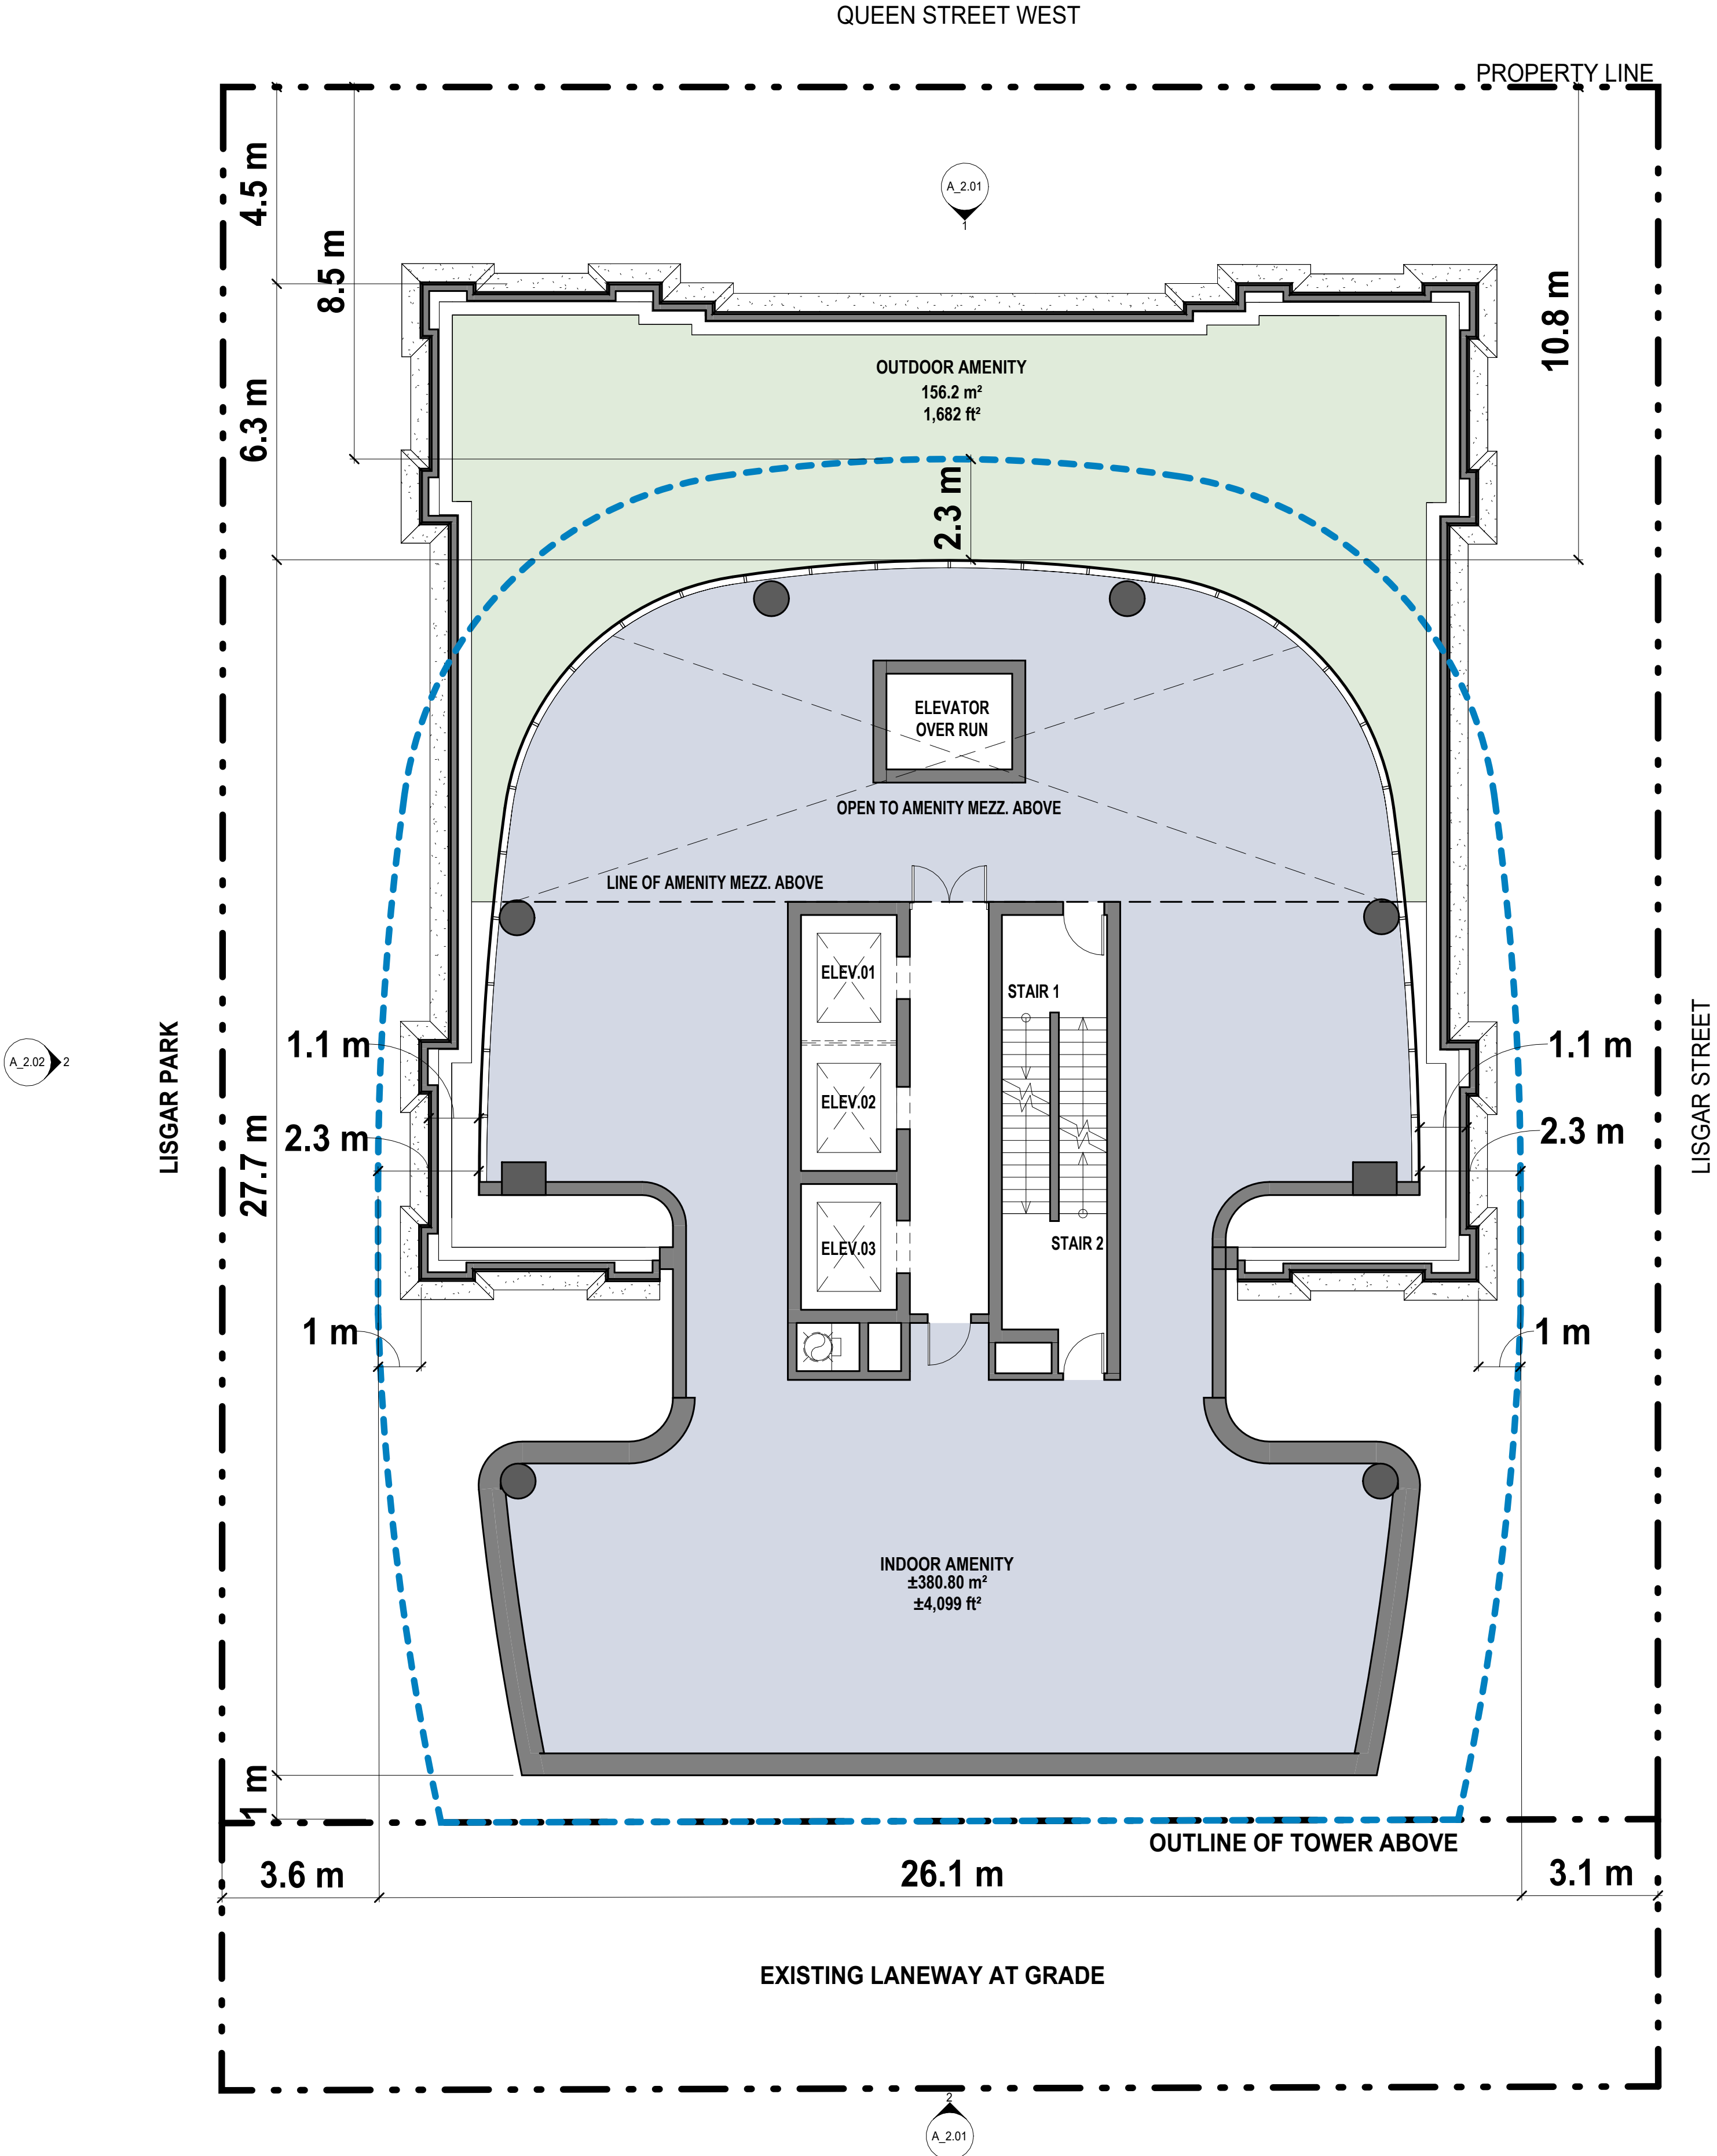 QUEEN STREET WEST
PROPERTY LINE
4.5 m
A_2.01
1
8.5 m
10.8 m
OUTDOOR AMENITY
156.2 m²
1,682 ft²
6.3 m
2.3 m
ELEVATOR
OVER RUN
OPEN TO AMENITY MEZZ. ABOVE
LINE OF AMENITY MEZZ. ABOVE
ELEV.01
STAIR 1
1.1 m
1.1 m
A_2.02
2
LISGAR PARK
LISGAR STREET
ELEV.02
2.3 m
2.3 m
27.7 m
ELEV.03
STAIR 2
1 m
1 m
INDOOR AMENITY
±380.80 m²
±4,099 ft²
1 m
OUTLINE OF TOWER ABOVE
3.6 m
26.1 m
3.1 m
EXISTING LANEWAY AT GRADE
2
A_2.01